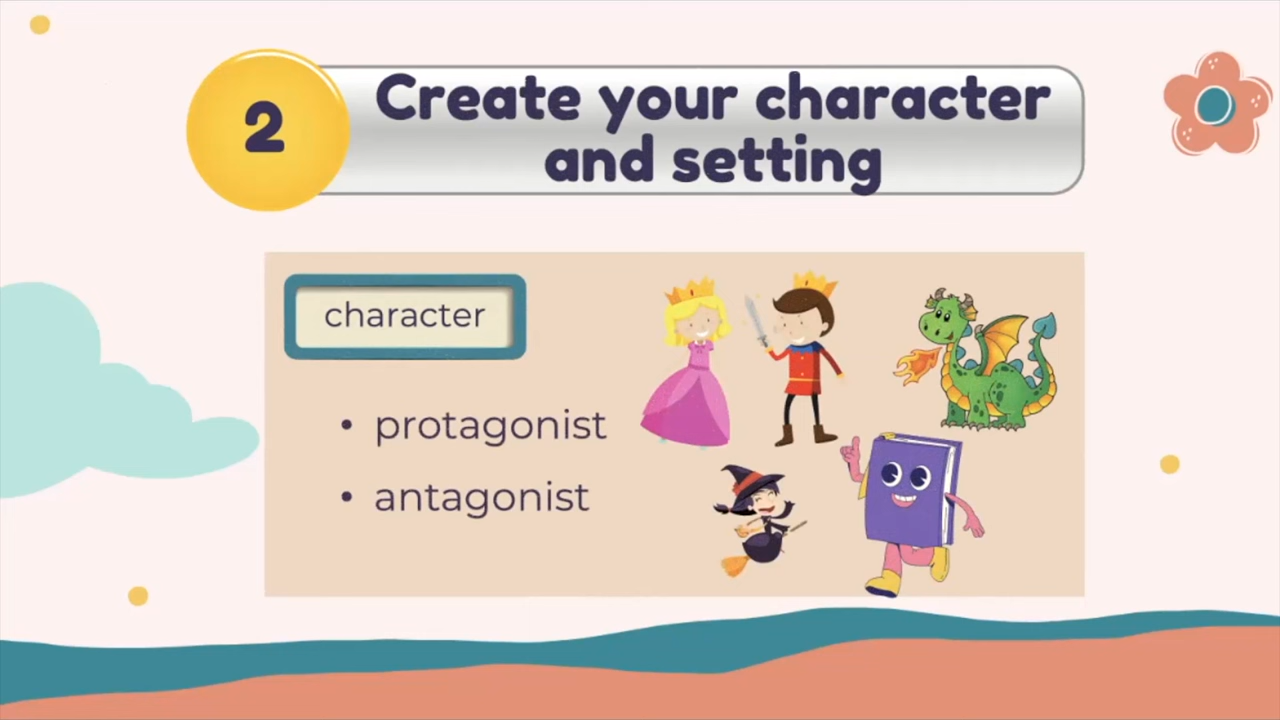 2
Create your character
and setting
character
• protagonist
• antagonist